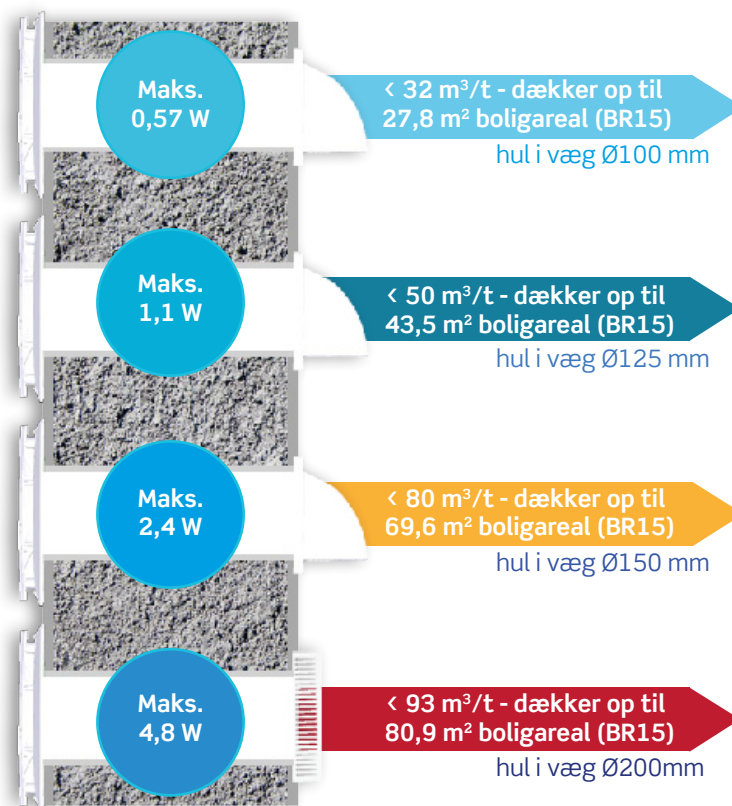 Maks.
0,57 W
< 32 m³/t - dækker op til
27,8 m² boligareal (BR15)
hul i væg Ø100 mm
Maks.
1,1 W
< 50 m³/t - dækker op til
43,5 m² boligareal (BR15)
hul i væg Ø125 mm
Maks.
2,4 W
< 80 m³/t - dækker op til
69,6 m² boligareal (BR15)
hul i væg Ø150 mm
Maks.
4,8 W
< 93 m³/t - dækker op til
80,9 m² boligareal (BR15)
hul i væg Ø200mm